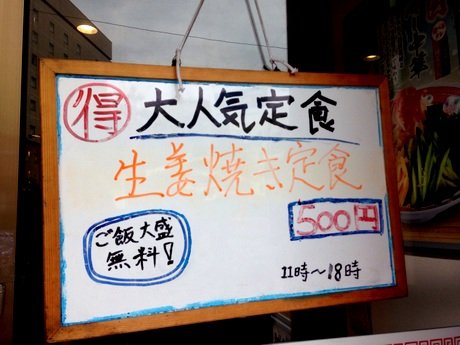 得 大人気定食
生姜焼き定食
500円
ご飯大盛
無料!
11時〜18時